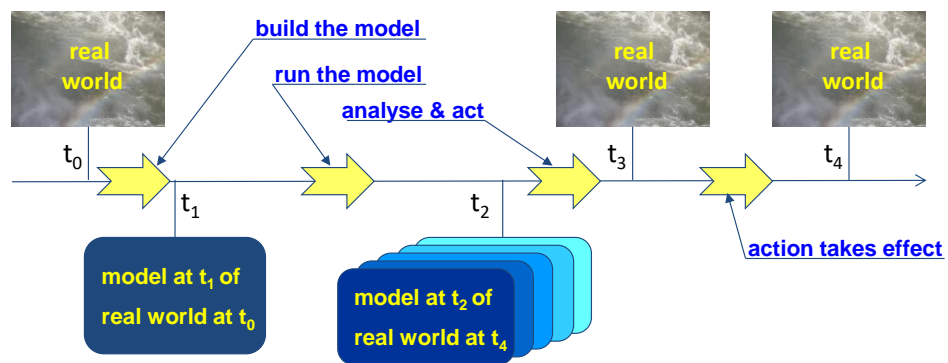 real
world
build the model
run the model
analyse & act
real
world
real
world
t₀
t₁
t₂
t₃
t₄
action takes effect
model at t₁ of
real world at t₀
model at t₂ of
real world at t₄